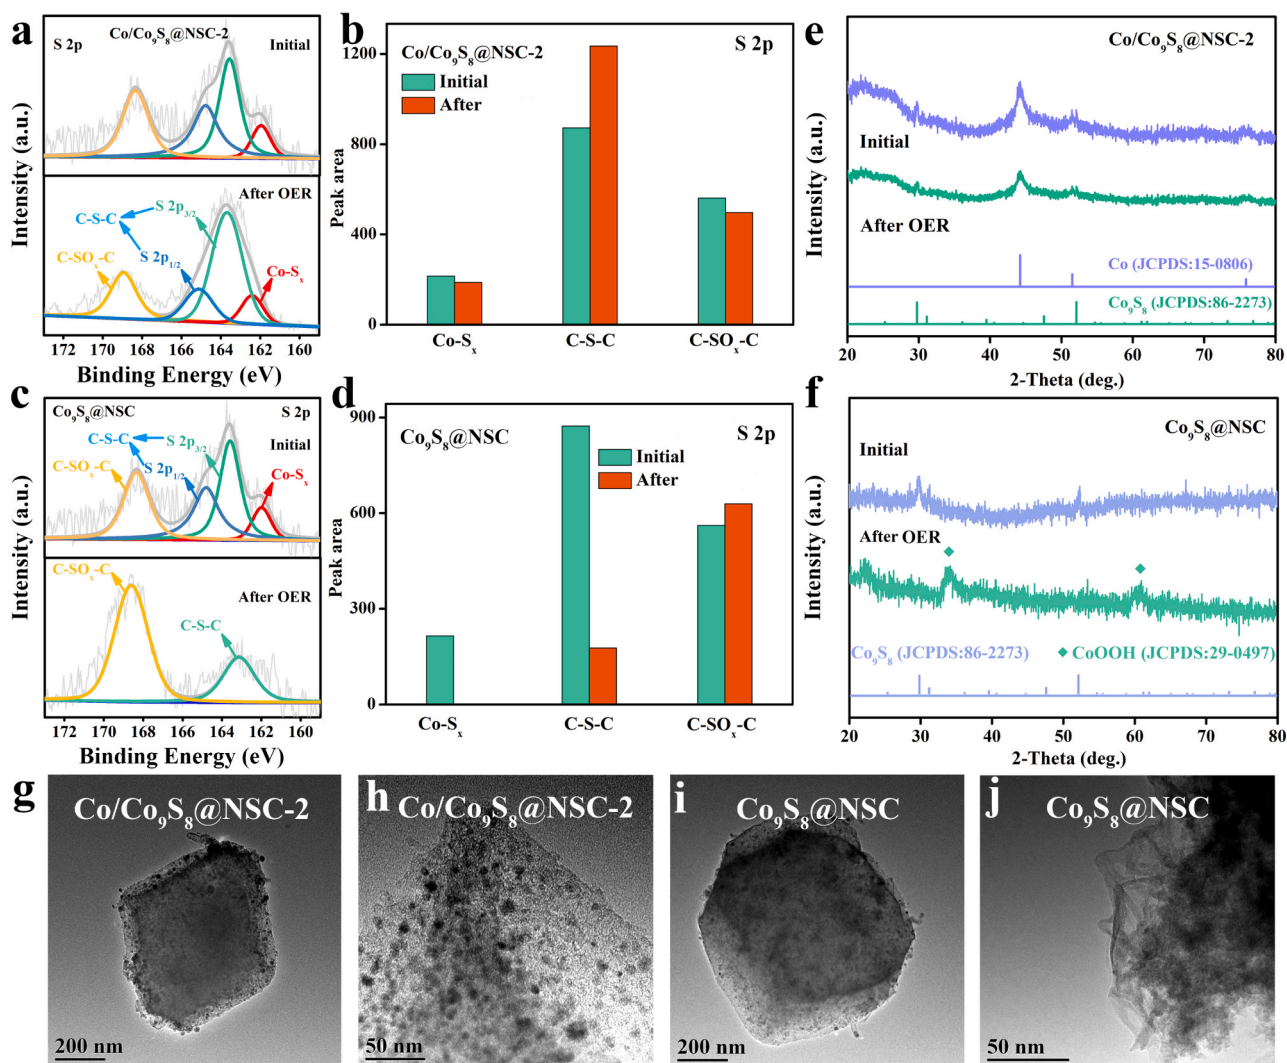 a
S 2p
Co/Co₉S₈@NSC-2
Initial
After OER
C-S-C
S 2p₃/₂
S 2p₁/₂
C-SOₓ-C
Co-Sₓ
Intensity (a.u.)
172 170 168 166 164 162 160
Binding Energy (eV)
b
Co/Co₉S₈@NSC-2
S 2p
Initial
After
Peak area
1200
800
400
0
Co-Sₓ C-S-C C-SOₓ-C
e
Co/Co₉S₈@NSC-2
Initial
After OER
Co (JCPDS:15-0806)
Co₉S₈ (JCPDS:86-2273)
Intensity (a.u.)
20 30 40 50 60 70 80
2-Theta (deg.)
c
Co₉S₈@NSC
S 2p
C-S-C
S 2p₃/₂
Initial
C-SOₓ-C
S 2p₁/₂
Co-Sₓ
C-SOₓ-C
After OER
C-S-C
Intensity (a.u.)
172 170 168 166 164 162 160
Binding Energy (eV)
d
Co₉S₈@NSC
S 2p
Initial
After
Peak area
900
600
300
0
Co-Sₓ C-S-C C-SOₓ-C
f
Co₉S₈@NSC
Initial
After OER
Co₉S₈ (JCPDS:86-2273)
CoOOH (JCPDS:29-0497)
Intensity (a.u.)
20 30 40 50 60 70 80
2-Theta (deg.)
g
Co/Co₉S₈@NSC-2
200 nm
h
Co/Co₉S₈@NSC-2
50 nm
i
Co₉S₈@NSC
200 nm
j
Co₉S₈@NSC
50 nm